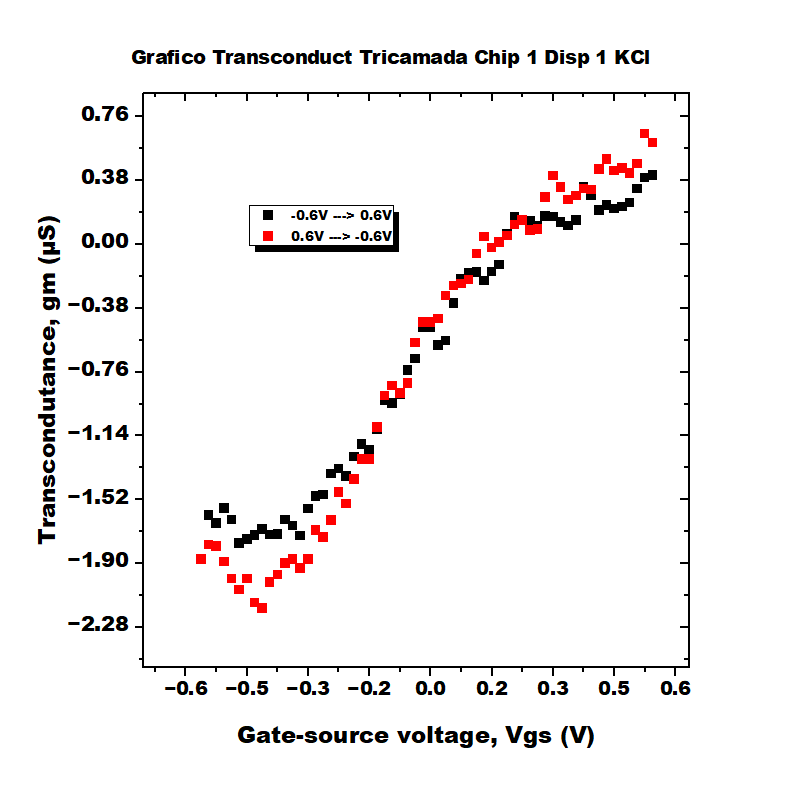 Grafico Transconduct Tricamada Chip 1 Disp 1 KCl
0.76
0.38
0.00
−0.38
−0.76
−1.14
−1.52
−1.90
−2.28
Transcondutance, gm (µS)
-0.6V ---> 0.6V
0.6V ---> -0.6V
−0.6 −0.5 −0.3 −0.2 0.0 0.2 0.3 0.5 0.6
Gate-source voltage, Vgs (V)